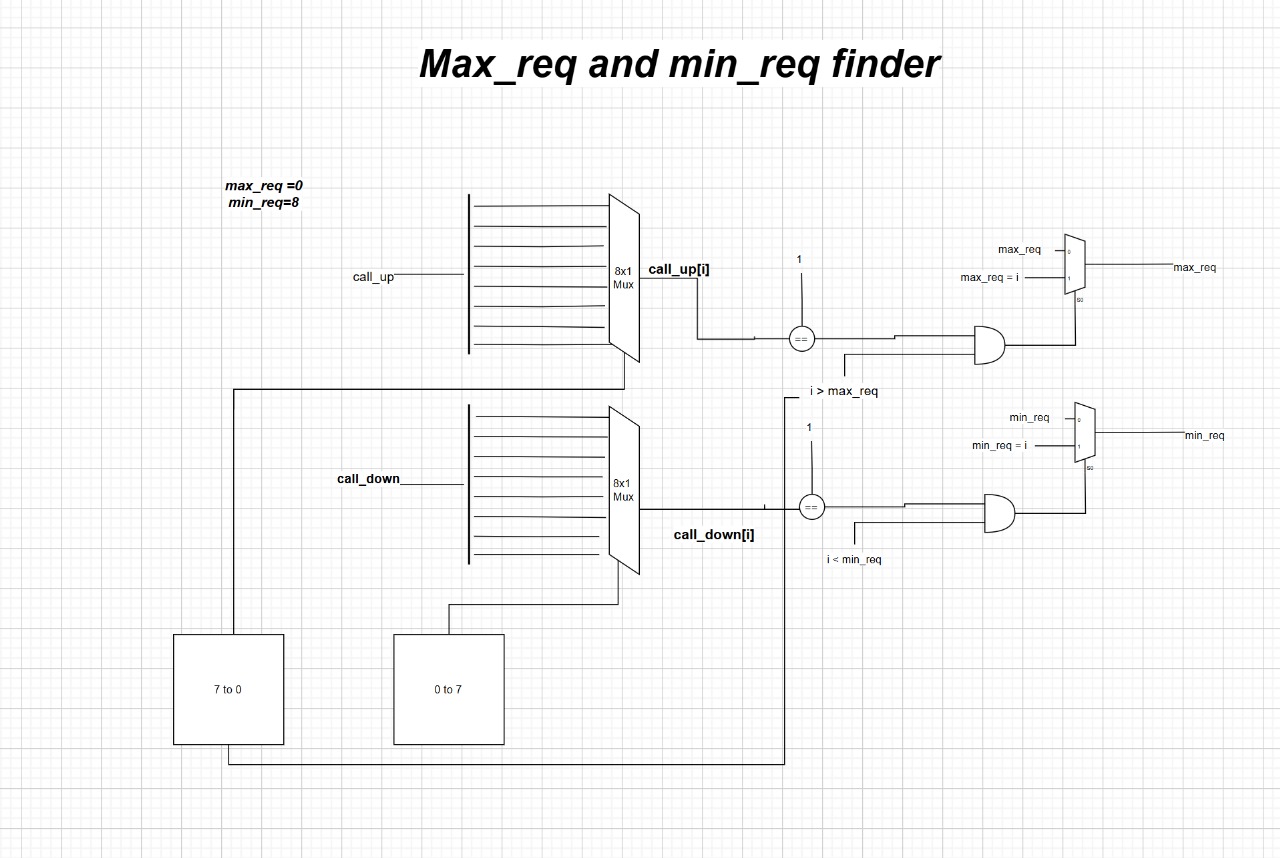 Max_req and min_req finder
max_req =0
min_req=8
call_up
8x1
Mux
call_up[i]
1
==
i > max_req
max_req
0
max_req = i
1
s0
max_req
call_down
8x1
Mux
call_down[i]
1
==
i < min_req
min_req
0
min_req = i
1
s0
min_req
7 to 0
0 to 7